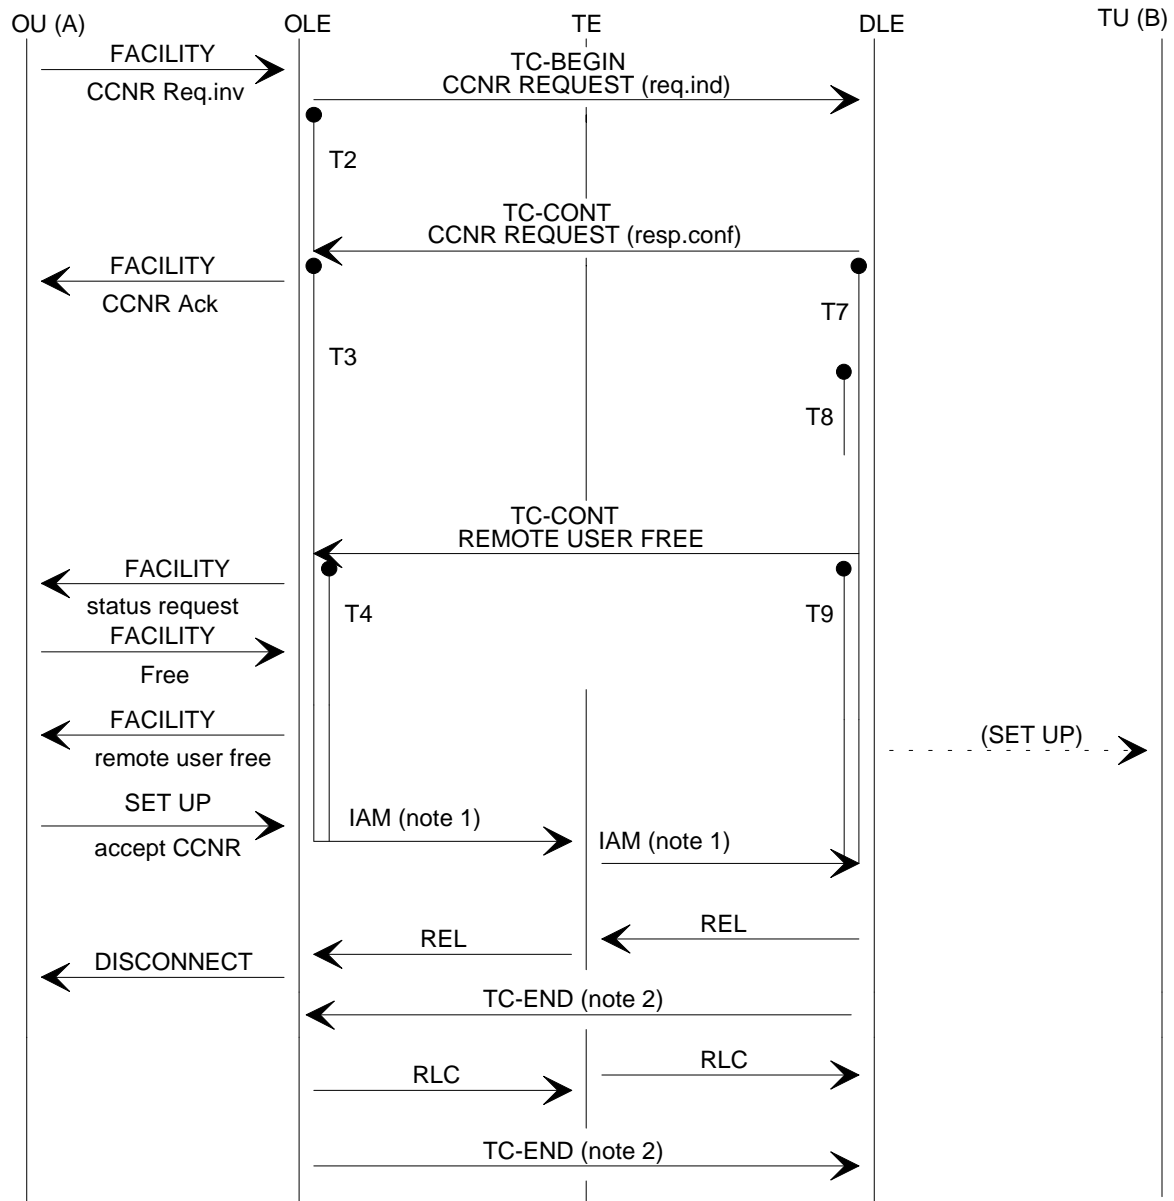 OU (A)
OLE
TE
DLE
TU (B)
FACILITY
CCNR Req.inv
TC-BEGIN
CCNR REQUEST (req.ind)
T2
TC-CONT
CCNR REQUEST (resp.conf)
FACILITY
CCNR Ack
T7
T3
T8
TC-CONT
REMOTE USER FREE
FACILITY
status request
T4
T9
FACILITY
Free
FACILITY
remote user free
(SET UP)
SET UP
accept CCNR
IAM (note 1)
IAM (note 1)
REL
REL
DISCONNECT
TC-END (note 2)
RLC
RLC
TC-END (note 2)